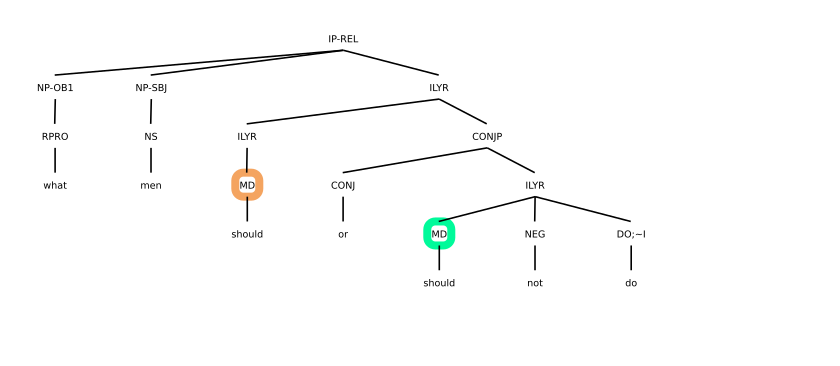 IP-REL
NP-OB1 NP-SBJ ILYR
RPRO NS ILYR CONJP
what men MD CONJ ILYR
should or MD NEG DO;~I
should not do